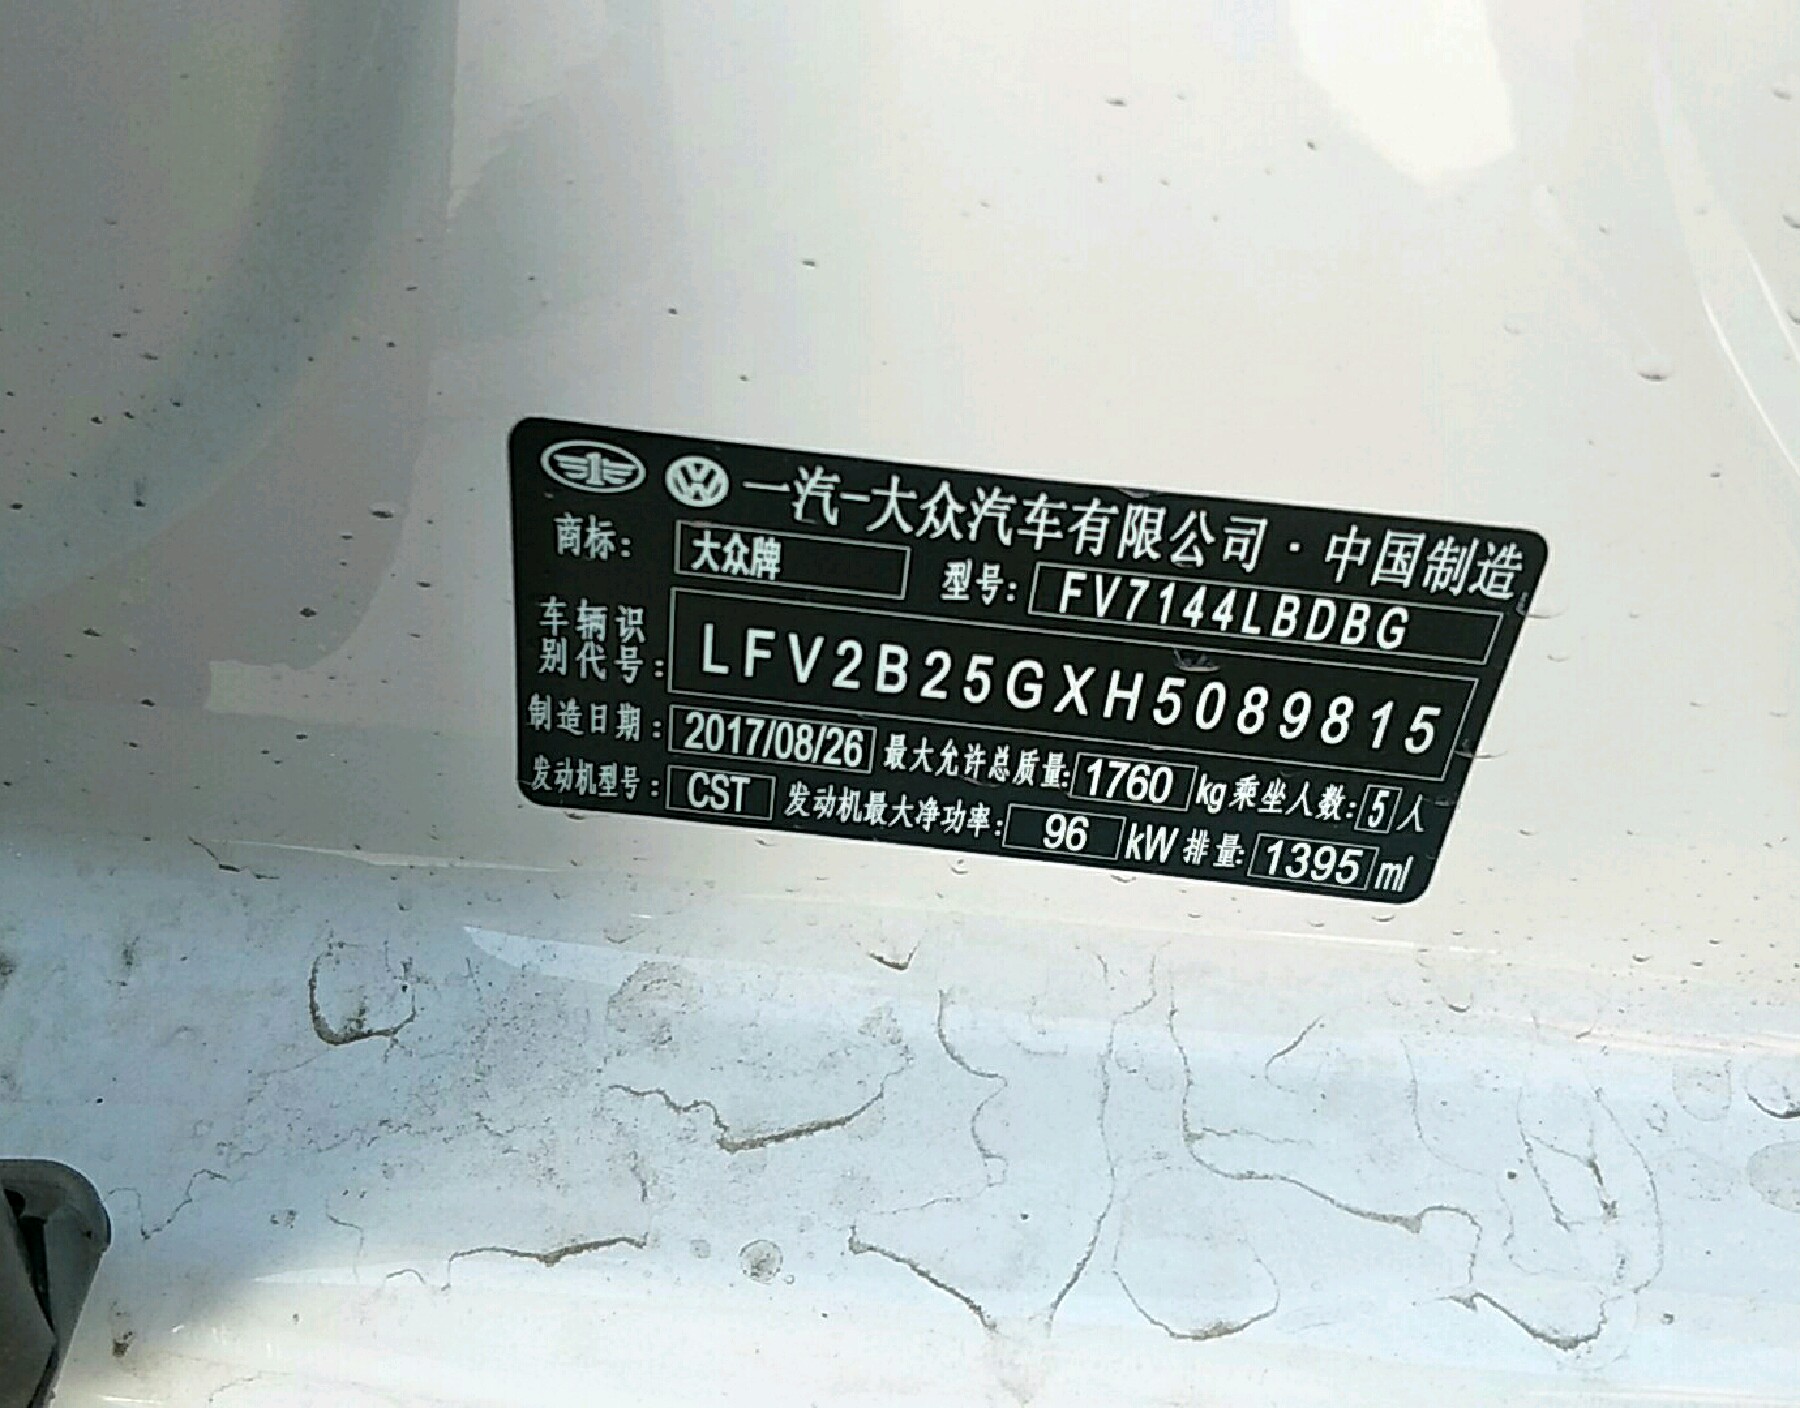 一汽-大众汽车有限公司·中国制造
商标: 大众牌 型号: FV7144LBDBG
车辆识别代号: LFV2B25GXH5089815
制造日期: 2017/08/26 最大允许总质量: 1760 kg 乘坐人数: 5 人
发动机型号: CST 发动机最大净功率: 96 kW 排量: 1395 ml